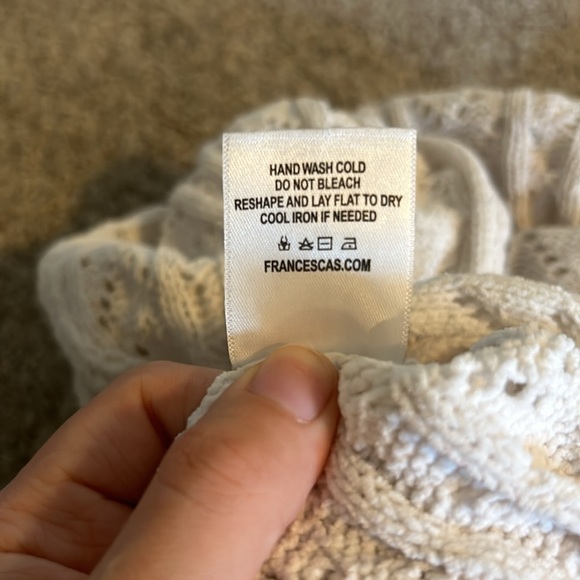 HAND WASH COLD
DO NOT BLEACH
RESHAPE AND LAY FLAT TO DRY
COOL IRON IF NEEDED
FRANCESCAS.COM